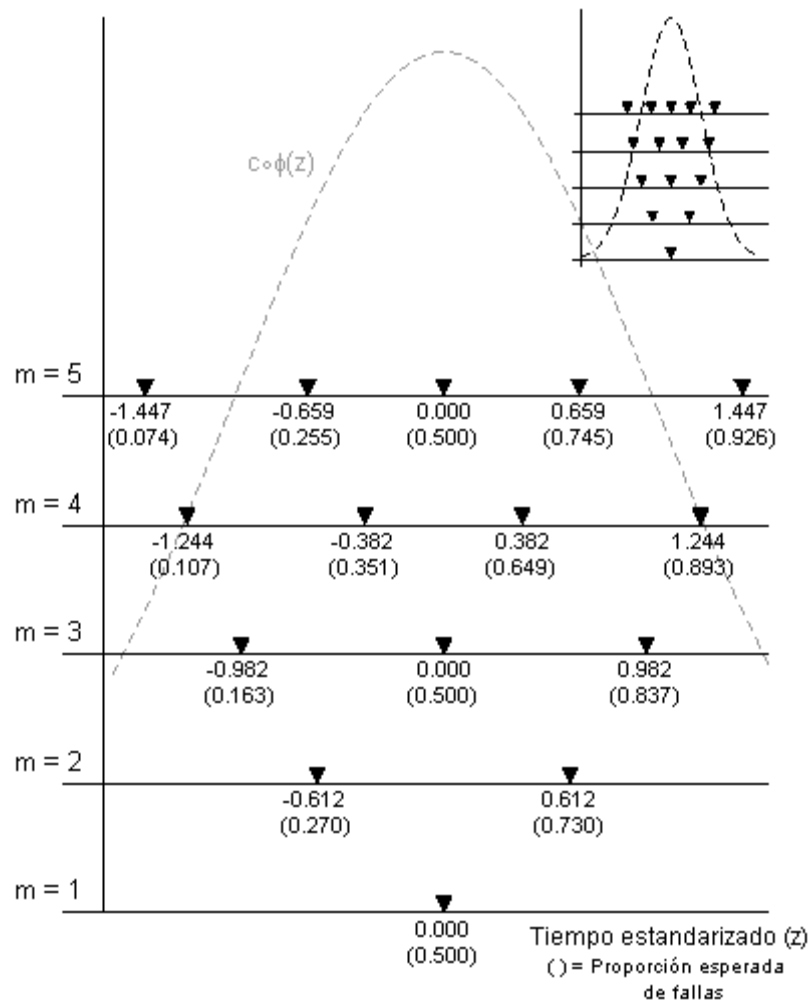 c∘ϕ(z)
m = 5
-1.447 -0.659 0.000 0.659 1.447
(0.074) (0.255) (0.500) (0.745) (0.926)
m = 4
-1.244 -0.382 0.382 1.244
(0.107) (0.351) (0.649) (0.893)
m = 3
-0.982 0.000 0.982
(0.163) (0.500) (0.837)
m = 2
-0.612 0.612
(0.270) (0.730)
m = 1
0.000
(0.500)
Tiempo estandarizado (z)
( ) = Proporción esperada
de fallas